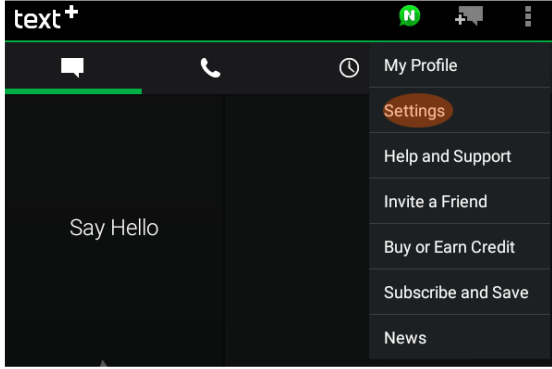 text+
N
My Profile
Settings
Help and Support
Invite a Friend
Say Hello
Buy or Earn Credit
Subscribe and Save
News